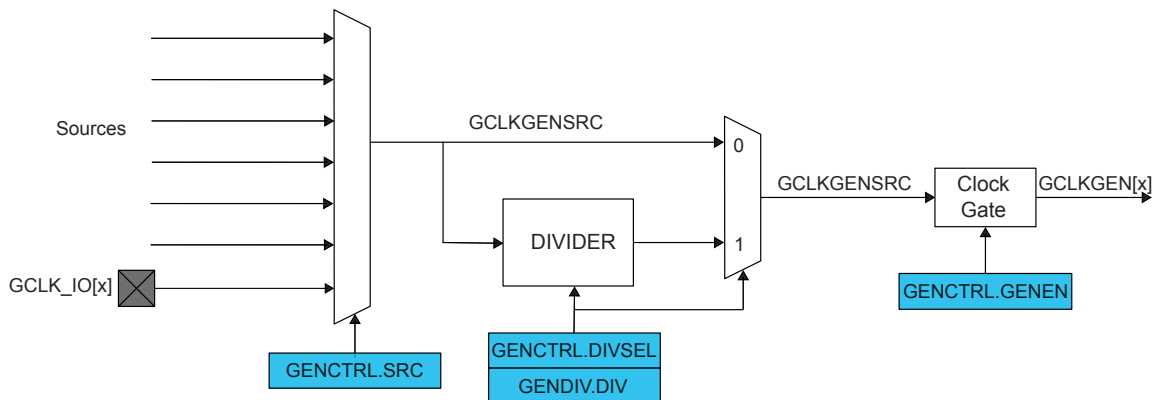 Sources
GCLK_IO[x]
GENCTRL.SRC
GCLKGENSRC
DIVIDER
GENCTRL.DIVSEL
GENDIV.DIV
0
1
GCLKGENSRC
Clock
Gate
GENCTRL.GENEN
GCLKGEN[x]